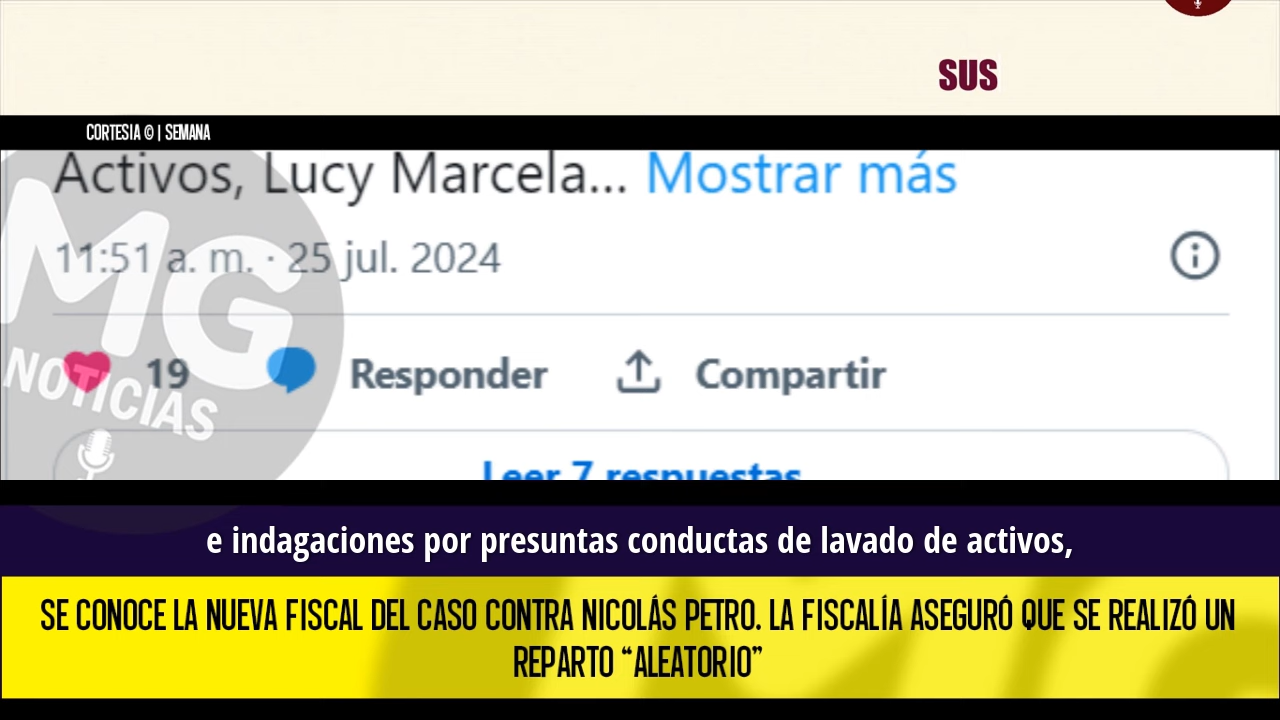 SUS
CORTESIA © | SEMANA
Activos, Lucy Marcela... Mostrar más
11:51 a. m. · 25 jul. 2024
19 Responder Compartir
MG
NOTICIAS
Leer 7 respuestas
e indagaciones por presuntas conductas de lavado de activos,
SE CONOCE LA NUEVA FISCAL DEL CASO CONTRA NICOLÁS PETRO. LA FISCALÍA ASEGURÓ QUE SE REALIZÓ UN
REPARTO “ALEATORIO”